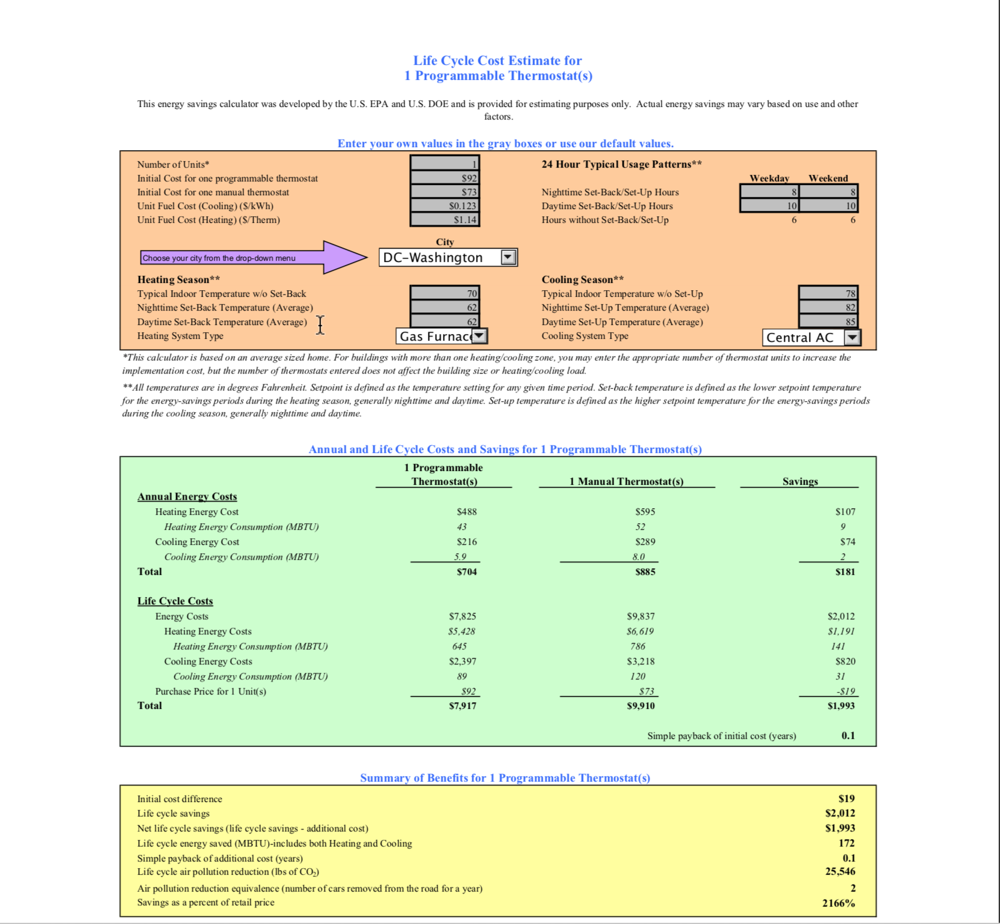 Life Cycle Cost Estimate for
1 Programmable Thermostat(s)
This energy savings calculator was developed by the U.S. EPA and U.S. DOE and is provided for estimating purposes only.  Actual energy savings may vary based on use and other
factors.
Enter your own values in the gray boxes or use our default values.
Number of Units* 1
Initial Cost for one programmable thermostat $92
Initial Cost for one manual thermostat $73
Unit Fuel Cost (Cooling) ($/kWh) $0.123
Unit Fuel Cost (Heating) ($/Therm) $1.14
24 Hour Typical Usage Patterns**
Weekday Weekend
Nighttime Set-Back/Set-Up Hours 8 8
Daytime Set-Back/Set-Up Hours 10 10
Hours without Set-Back/Set-Up 6 6
City
Choose your city from the drop-down menu DC-Washington
Heating Season**
Typical Indoor Temperature w/o Set-Back 70
Nighttime Set-Back Temperature (Average) 62
Daytime Set-Back Temperature (Average) 62
Heating System Type Gas Furnac
Cooling Season**
Typical Indoor Temperature w/o Set-Up 78
Nighttime Set-Up Temperature (Average) 82
Daytime Set-Up Temperature (Average) 85
Cooling System Type Central AC
*This calculator is based on an average sized home. For buildings with more than one heating/cooling zone, you may enter the appropriate number of thermostat units to increase the
implementation cost, but the number of thermostats entered does not affect the building size or heating/cooling load.
**All temperatures are in degrees Fahrenheit. Setpoint is defined as the temperature setting for any given time period. Set-back temperature is defined as the lower setpoint temperature
for the energy-savings periods during the heating season, generally nighttime and daytime. Set-up temperature is defined as the higher setpoint temperature for the energy-savings periods
during the cooling season, generally nighttime and daytime.
Annual and Life Cycle Costs and Savings for 1 Programmable Thermostat(s)
1 Programmable
Thermostat(s) 1 Manual Thermostat(s) Savings
Annual Energy Costs
Heating Energy Cost $488 $595 $107
Heating Energy Consumption (MBTU) 43 52 9
Cooling Energy Cost $216 $289 $74
Cooling Energy Consumption (MBTU) 5.9 8.0 2
Total $704 $885 $181
Life Cycle Costs
Energy Costs $7,825 $9,837 $2,012
Heating Energy Costs $5,428 $6,619 $1,191
Heating Energy Consumption (MBTU) 645 786 141
Cooling Energy Costs $2,397 $3,218 $820
Cooling Energy Consumption (MBTU) 89 120 31
Purchase Price for 1 Unit(s) $92 $73 -$19
Total $7,917 $9,910 $1,993
Simple payback of initial cost (years) 0.1
Summary of Benefits for 1 Programmable Thermostat(s)
Initial cost difference $19
Life cycle savings $2,012
Net life cycle savings (life cycle savings - additional cost) $1,993
Life cycle energy saved (MBTU)-includes both Heating and Cooling 172
Simple payback of additional cost (years) 0.1
Life cycle air pollution reduction (lbs of CO₂) 25,546
Air pollution reduction equivalence (number of cars removed from the road for a year) 2
Savings as a percent of retail price 2166%